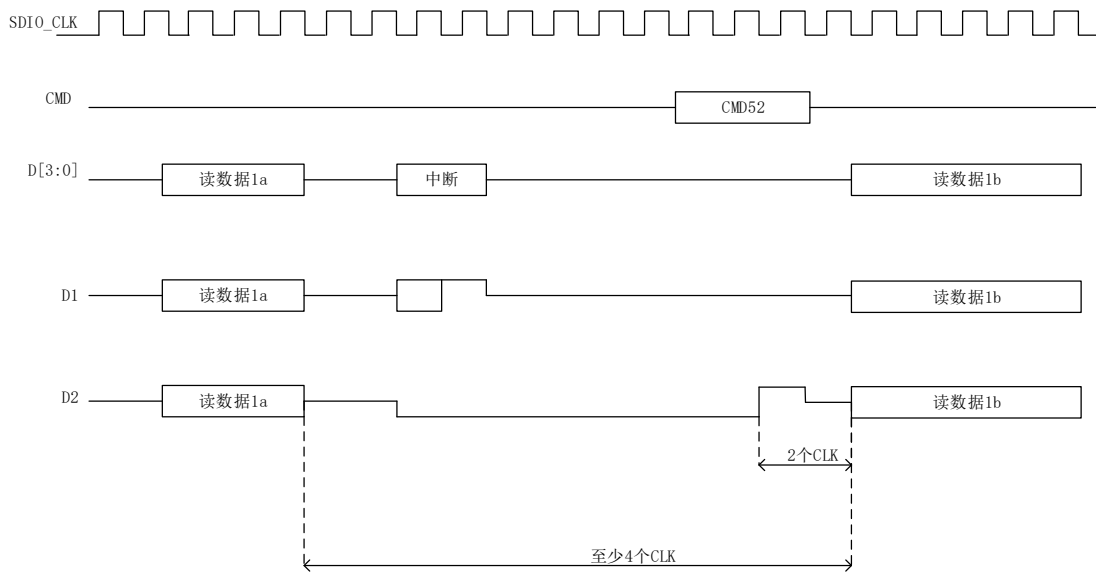 SDIO_CLK
CMD
CMD52
D[3:0]
读数据1a
中断
读数据1b
D1
读数据1a
读数据1b
D2
读数据1a
读数据1b
2个CLK
至少4个CLK